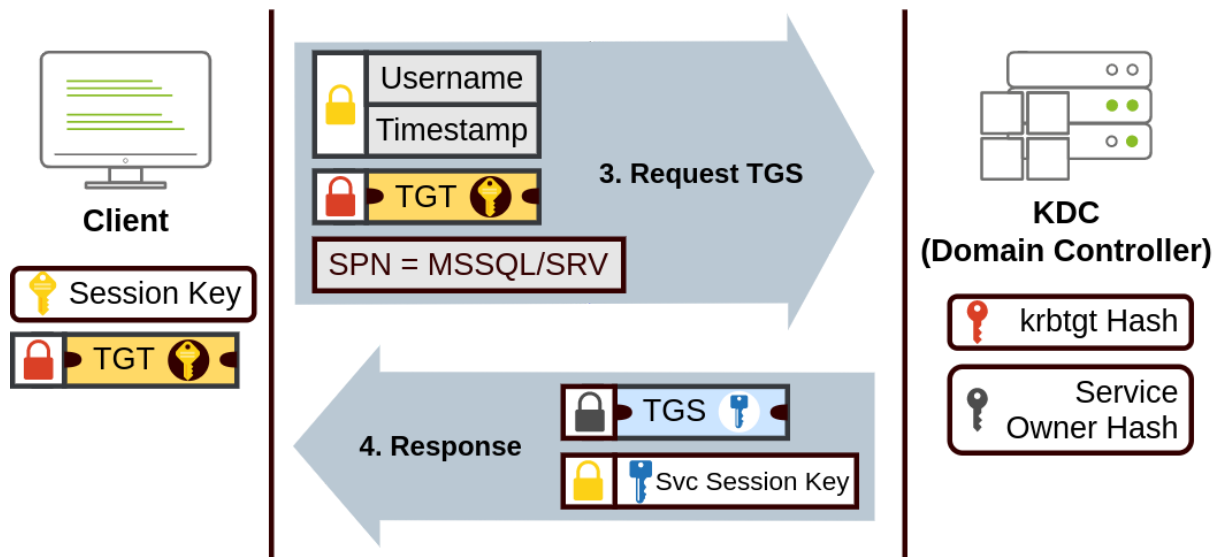 Client
Session Key
TGT
Username
Timestamp
TGT
SPN = MSSQL/SRV
3. Request TGS
4. Response
TGS
Svc Session Key
KDC
(Domain Controller)
krbtgt Hash
Service
Owner Hash